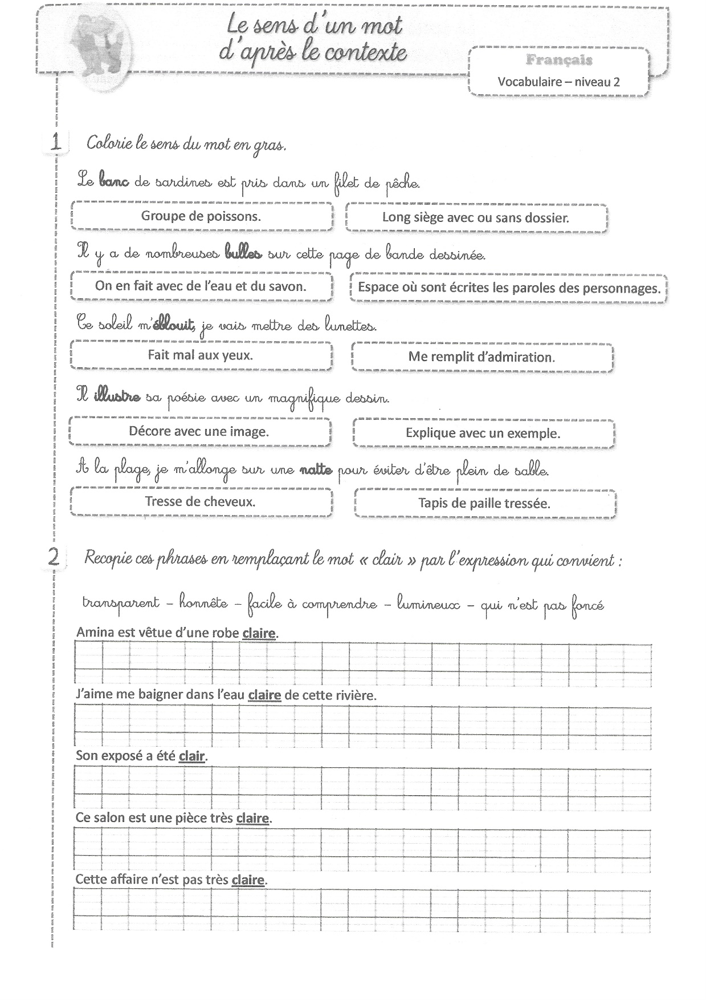 Le sens d'un mot
d'après le contexte
Français
Vocabulaire – niveau 2
1 Colorie le sens du mot en gras.
Le banc de sardines est pris dans un filet de pêche.
Groupe de poissons. Long siège avec ou sans dossier.
Il y a de nombreuses bulles sur cette page de bande dessinée.
On en fait avec de l'eau et du savon. Espace où sont écrites les paroles des personnages.
Ce soleil m'éblouit, je vais mettre des lunettes.
Fait mal aux yeux. Me remplit d'admiration.
Il illustre sa poésie avec un magnifique dessin.
Décore avec une image. Explique avec un exemple.
A la plage, je m'allonge sur une natte pour éviter d'être plein de sable.
Tresse de cheveux. Tapis de paille tressée.
2 Recopie ces phrases en remplaçant le mot « clair » par l'expression qui convient :
transparent – honnête – facile à comprendre – lumineux – qui n'est pas foncé
Amina est vêtue d'une robe claire.
J'aime me baigner dans l'eau claire de cette rivière.
Son exposé a été clair.
Ce salon est une pièce très claire.
Cette affaire n'est pas très claire.